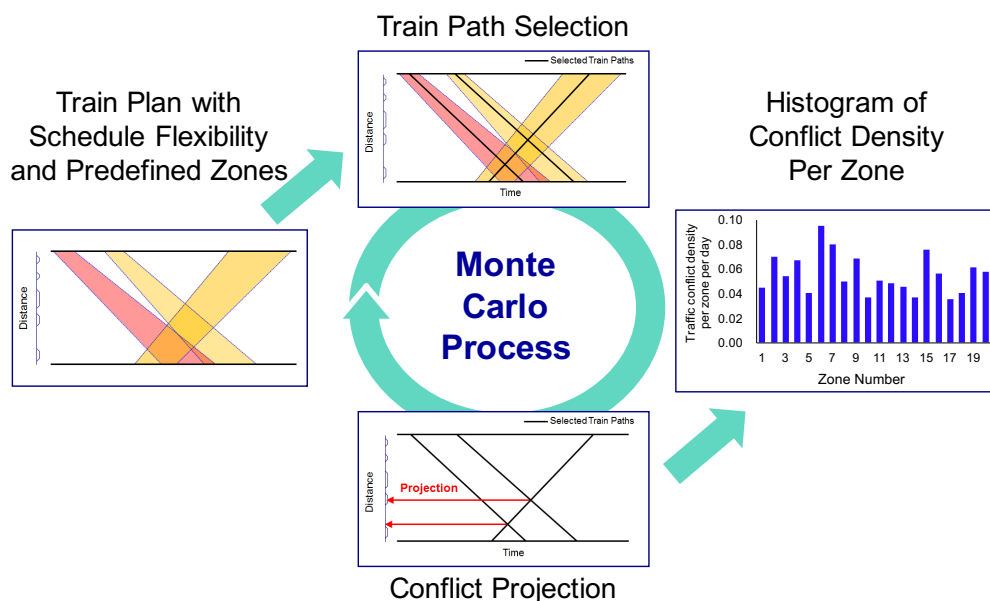 Train Path Selection
Selected Train Paths
Distance
Time
Train Plan with
Schedule Flexibility
and Predefined Zones
Distance
Monte
Carlo
Process
Histogram of
Conflict Density
Per Zone
Traffic conflict density
per zone per day
0.10
0.08
0.06
0.04
0.02
0.00
1 3 5 7 9 11 13 15 17 19
Zone Number
Selected Train Paths
Distance
Projection
Time
Conflict Projection